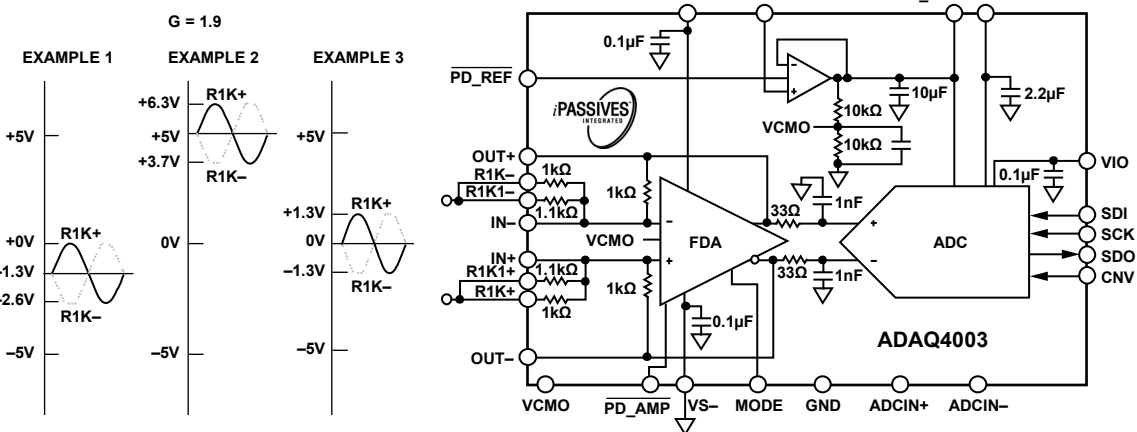 G = 1.9
EXAMPLE 1
EXAMPLE 2
EXAMPLE 3
+5V
+0V
–1.3V
–2.6V
–5V
R1K+
R1K–
+6.3V
+5V
+3.7V
0V
–5V
R1K+
R1K–
+5V
+1.3V
0V
–1.3V
–5V
R1K+
R1K–
0.1µF
PD_REF
iPASSIVES
INTEGRATED
10µF
2.2µF
10kΩ
VCMO
10kΩ
VIO
0.1µF
OUT+
R1K–
1kΩ
R1K1–
1.1kΩ
IN–
1kΩ
VCMO
FDA
33Ω
1nF
ADC
SDI
SCK
SDO
CNV
IN+
R1K1+
1.1kΩ
R1K+
1kΩ
1kΩ
33Ω
1nF
0.1µF
OUT–
ADAQ4003
VCMO
PD_AMP
VS–
MODE
GND
ADCIN+
ADCIN–